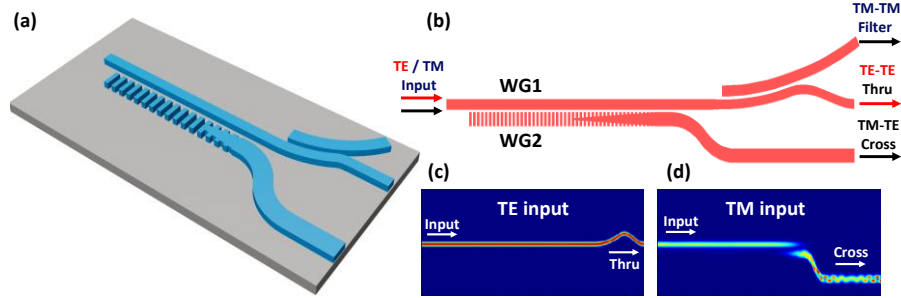 (a)
(b)
TM-TM
Filter
TE / TM
Input
WG1
TE-TE
Thru
WG2
TM-TE
Cross
(c)
(d)
TE input
Input
Thru
TM input
Input
Cross